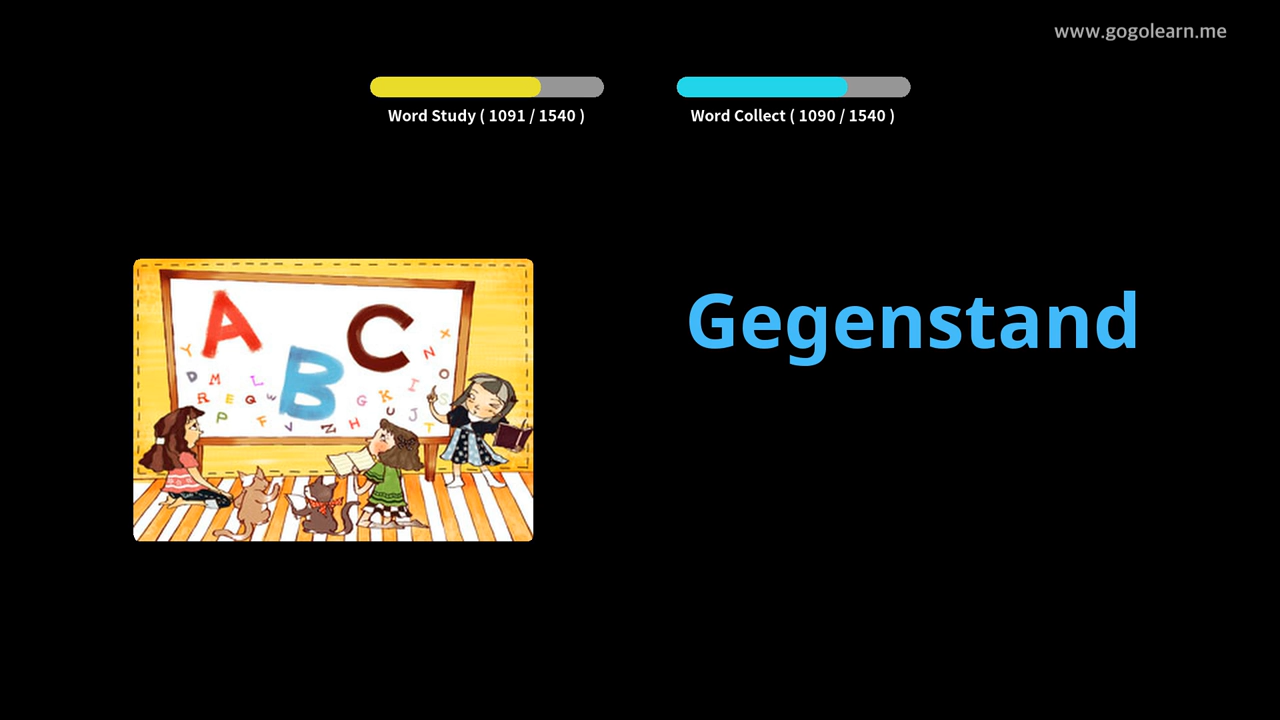 www.gogolearn.me
Word Study ( 1091 / 1540 )
Word Collect ( 1090 / 1540 )
Gegenstand
A
C
B
Y
X
N
D M L
O
I
R E Q W
G K
S
P
F
V
Z
H
U
J
T